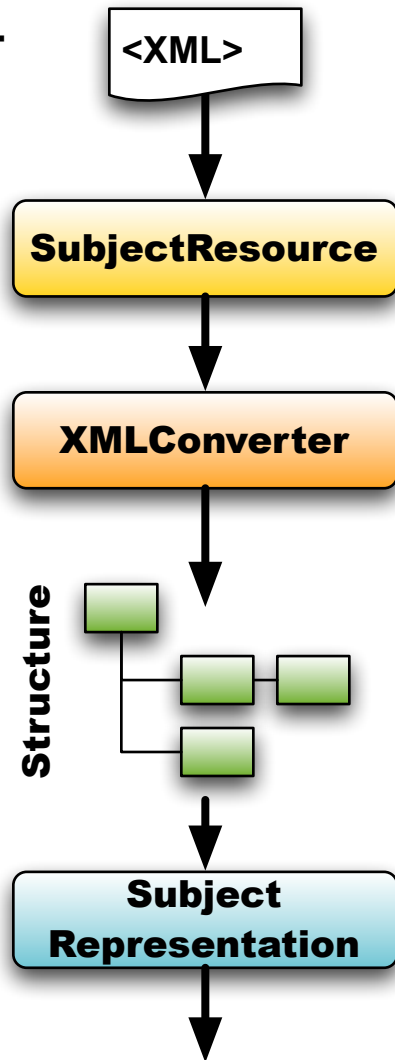 <XML>
SubjectResource
XMLConverter
Structure
Subject
Representation